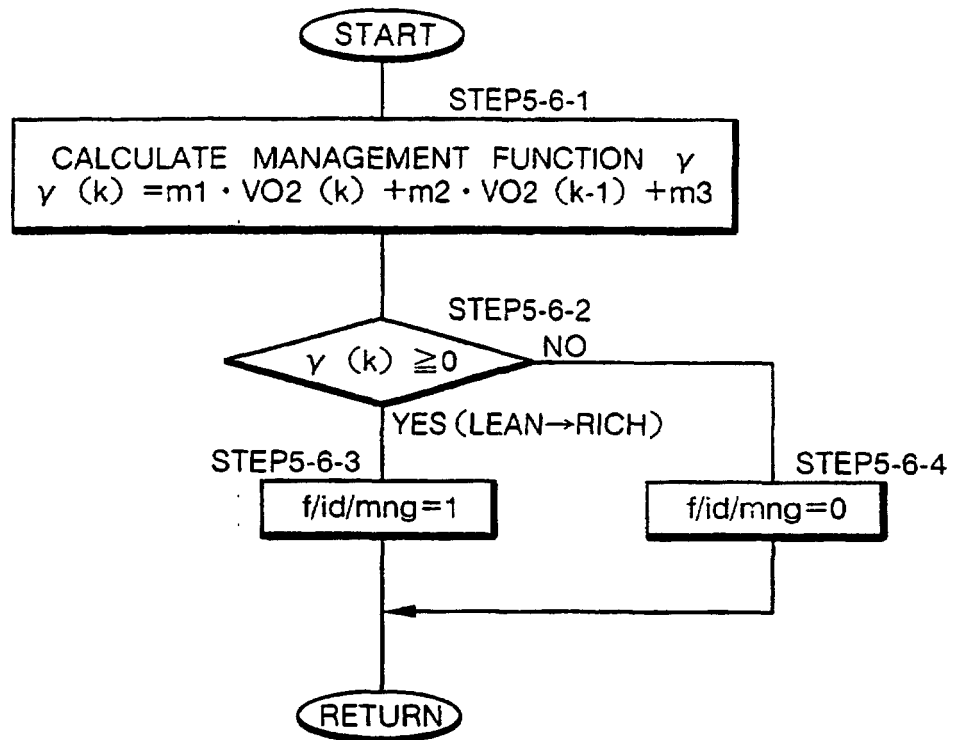 START
STEP5-6-1
CALCULATE MANAGEMENT FUNCTION γ
γ (k) =m1・VO2 (k) +m2・VO2 (k-1) +m3
STEP5-6-2
γ (k) ≧0
NO
YES (LEAN→RICH)
STEP5-6-3
STEP5-6-4
f/id/mng=1
f/id/mng=0
RETURN